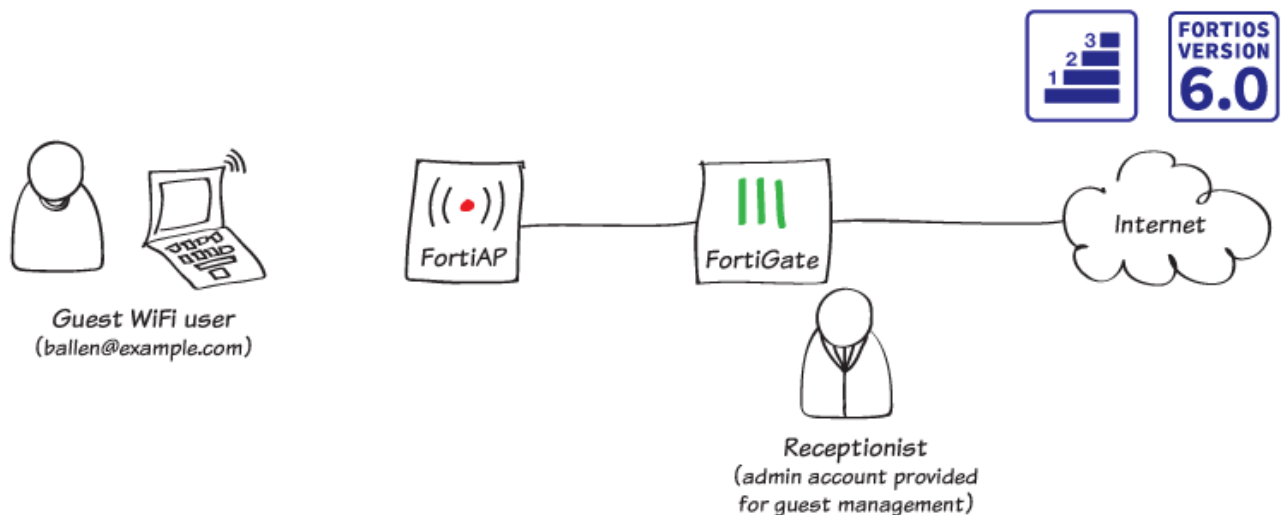 3
2
1
FORTIOS
VERSION
6.0
FortiAP
FortiGate
Internet
Guest WiFi user
(ballen@example.com)
Receptionist
(admin account provided
for guest management)